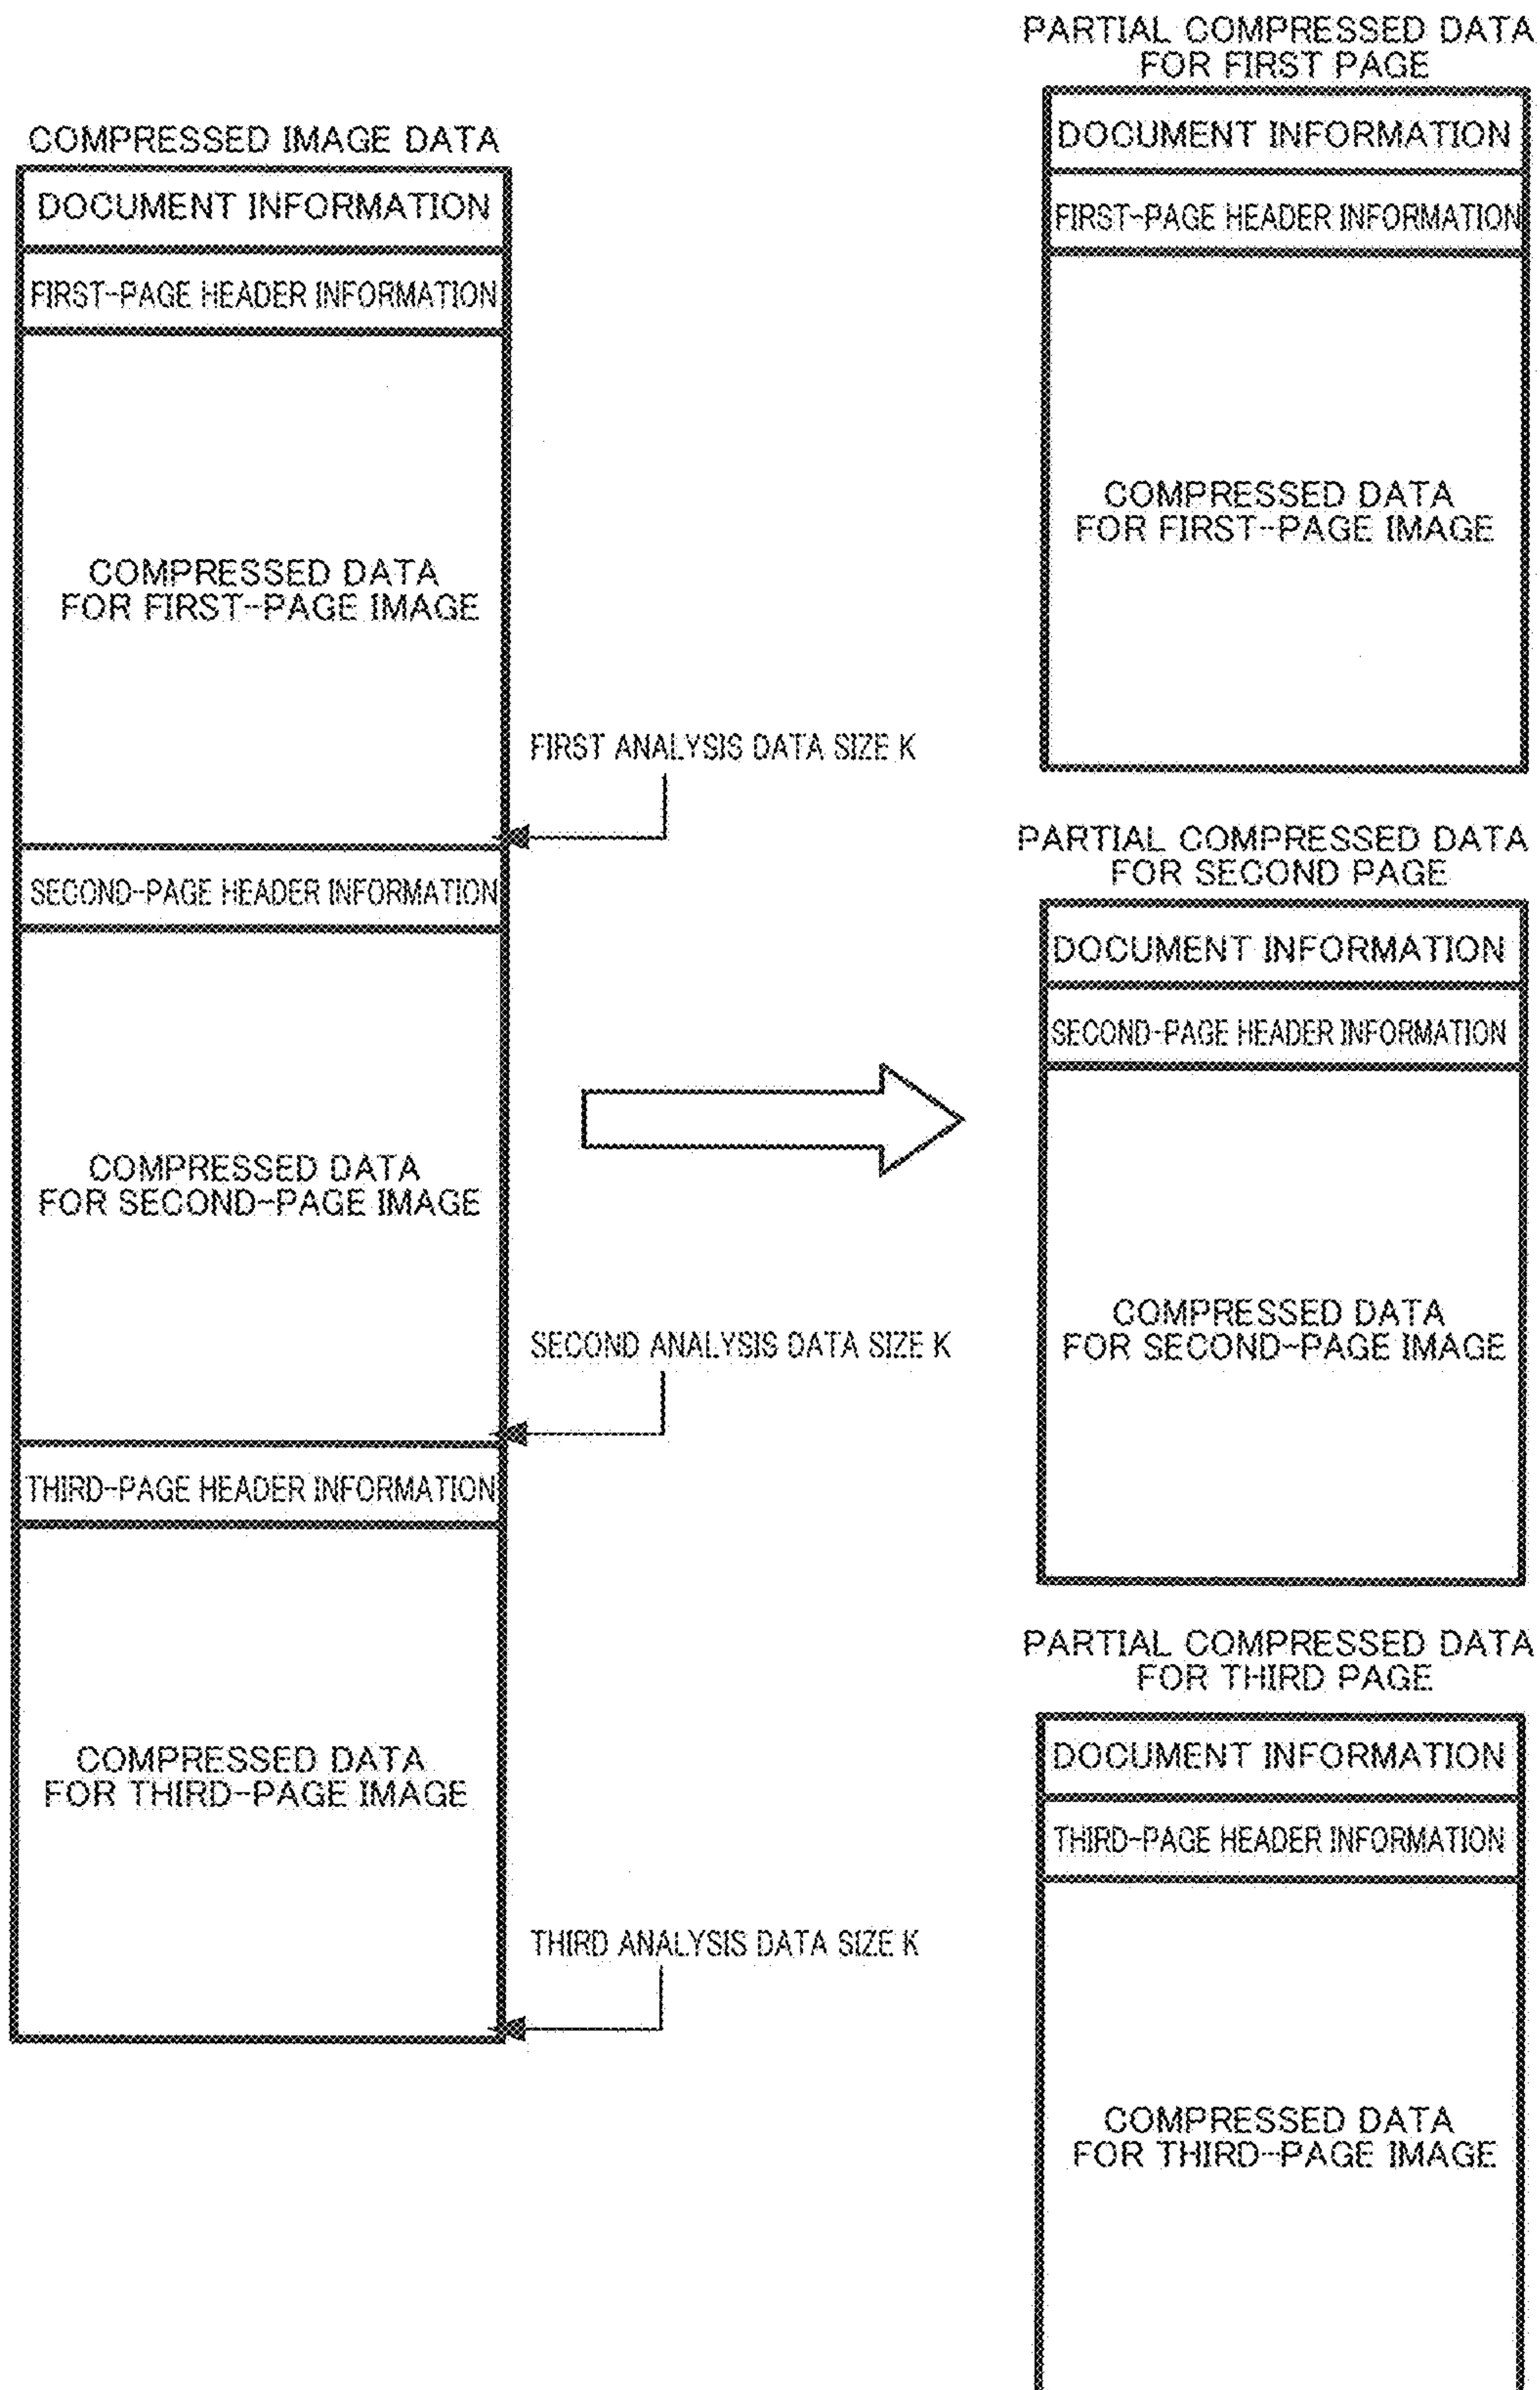 COMPRESSED IMAGE DATA
DOCUMENT INFORMATION
FIRST-PAGE HEADER INFORMATION
COMPRESSED DATA
FOR FIRST-PAGE IMAGE
FIRST ANALYSIS DATA SIZE K
SECOND-PAGE HEADER INFORMATION
COMPRESSED DATA
FOR SECOND-PAGE IMAGE
SECOND ANALYSIS DATA SIZE K
THIRD-PAGE HEADER INFORMATION
COMPRESSED DATA
FOR THIRD-PAGE IMAGE
THIRD ANALYSIS DATA SIZE K
PARTIAL COMPRESSED DATA
FOR FIRST PAGE
DOCUMENT INFORMATION
FIRST-PAGE HEADER INFORMATION
COMPRESSED DATA
FOR FIRST-PAGE IMAGE
PARTIAL COMPRESSED DATA
FOR SECOND PAGE
DOCUMENT INFORMATION
SECOND-PAGE HEADER INFORMATION
COMPRESSED DATA
FOR SECOND-PAGE IMAGE
PARTIAL COMPRESSED DATA
FOR THIRD PAGE
DOCUMENT INFORMATION
THIRD-PAGE HEADER INFORMATION
COMPRESSED DATA
FOR THIRD-PAGE IMAGE